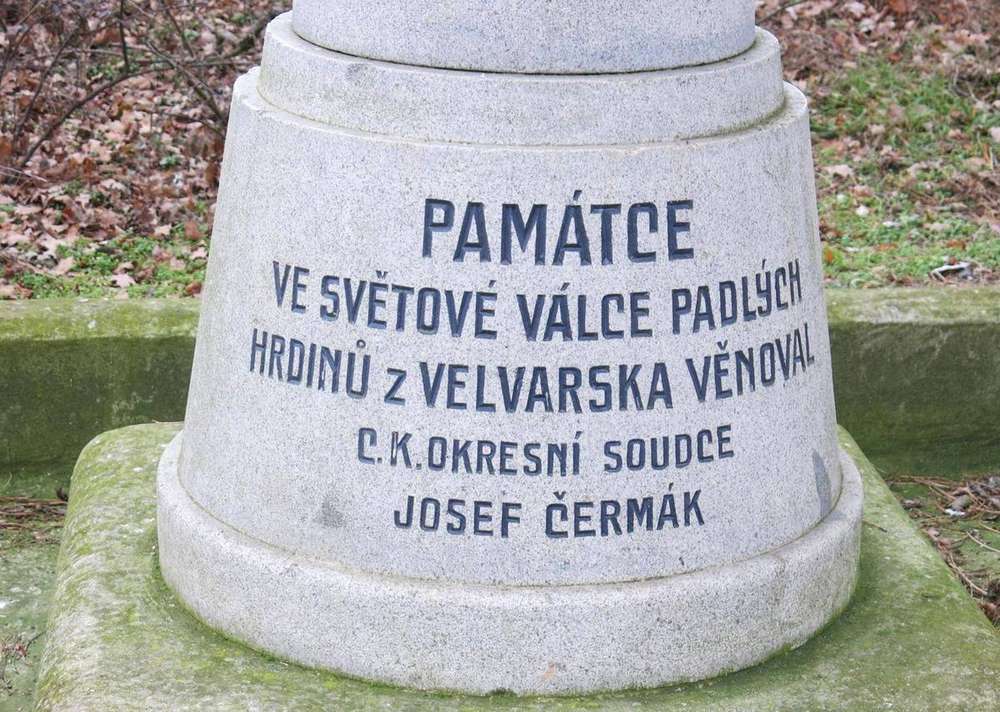 PAMÁTCE
VE SVĚTOVÉ VÁLCE PADLÝCH
HRDINŮ Z VELVARSKA VĚNOVAL
C.K. OKRESNÍ SOUDCE
JOSEF ČERMÁK